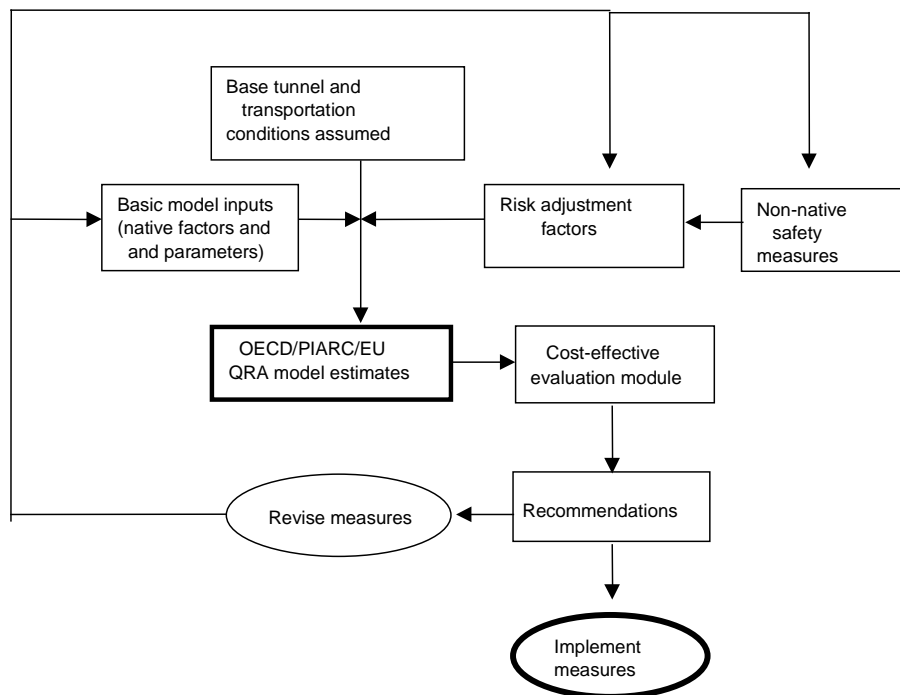 Base tunnel and
transportation
conditions assumed
Basic model inputs
(native factors and
and parameters)
Risk adjustment
factors
Non-native
safety
measures
OECD/PIARC/EU
QRA model estimates
Cost-effective
evaluation module
Revise measures
Recommendations
Implement
measures